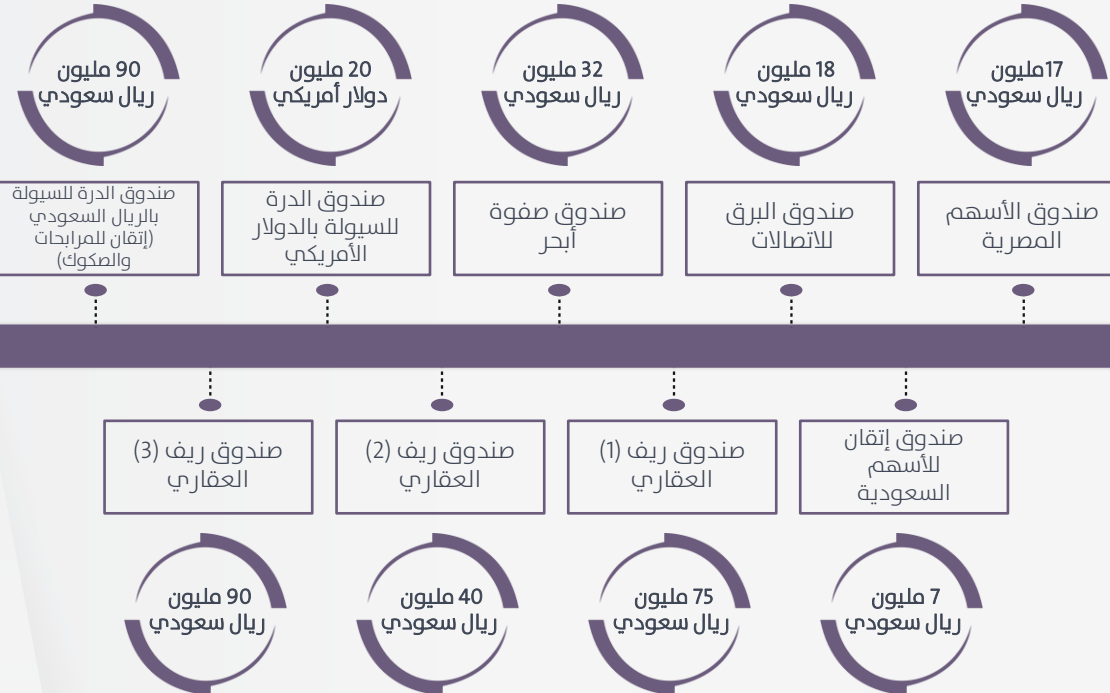 17مليون
ريال سعودي
18 مليون
ريال سعودي
32 مليون
ريال سعودي
20 مليون
دولار أمريكي
90 مليون
ريال سعودي
صندوق الأسهم
المصرية
صندوق البرق
للاتصالات
صندوق صفوة
أبحر
صندوق الدرة
للسيولة بالدولار
الأمريكي
صندوق الدرة للسيولة
بالريال السعودي
(إتقان للمرابحات
والصكوك)
صندوق إتقان
للأسهم
السعودية
صندوق ريف (1)
العقاري
صندوق ريف (2)
العقاري
صندوق ريف (3)
العقاري
7 مليون
ريال سعودي
75 مليون
ريال سعودي
40 مليون
ريال سعودي
90 مليون
ريال سعودي